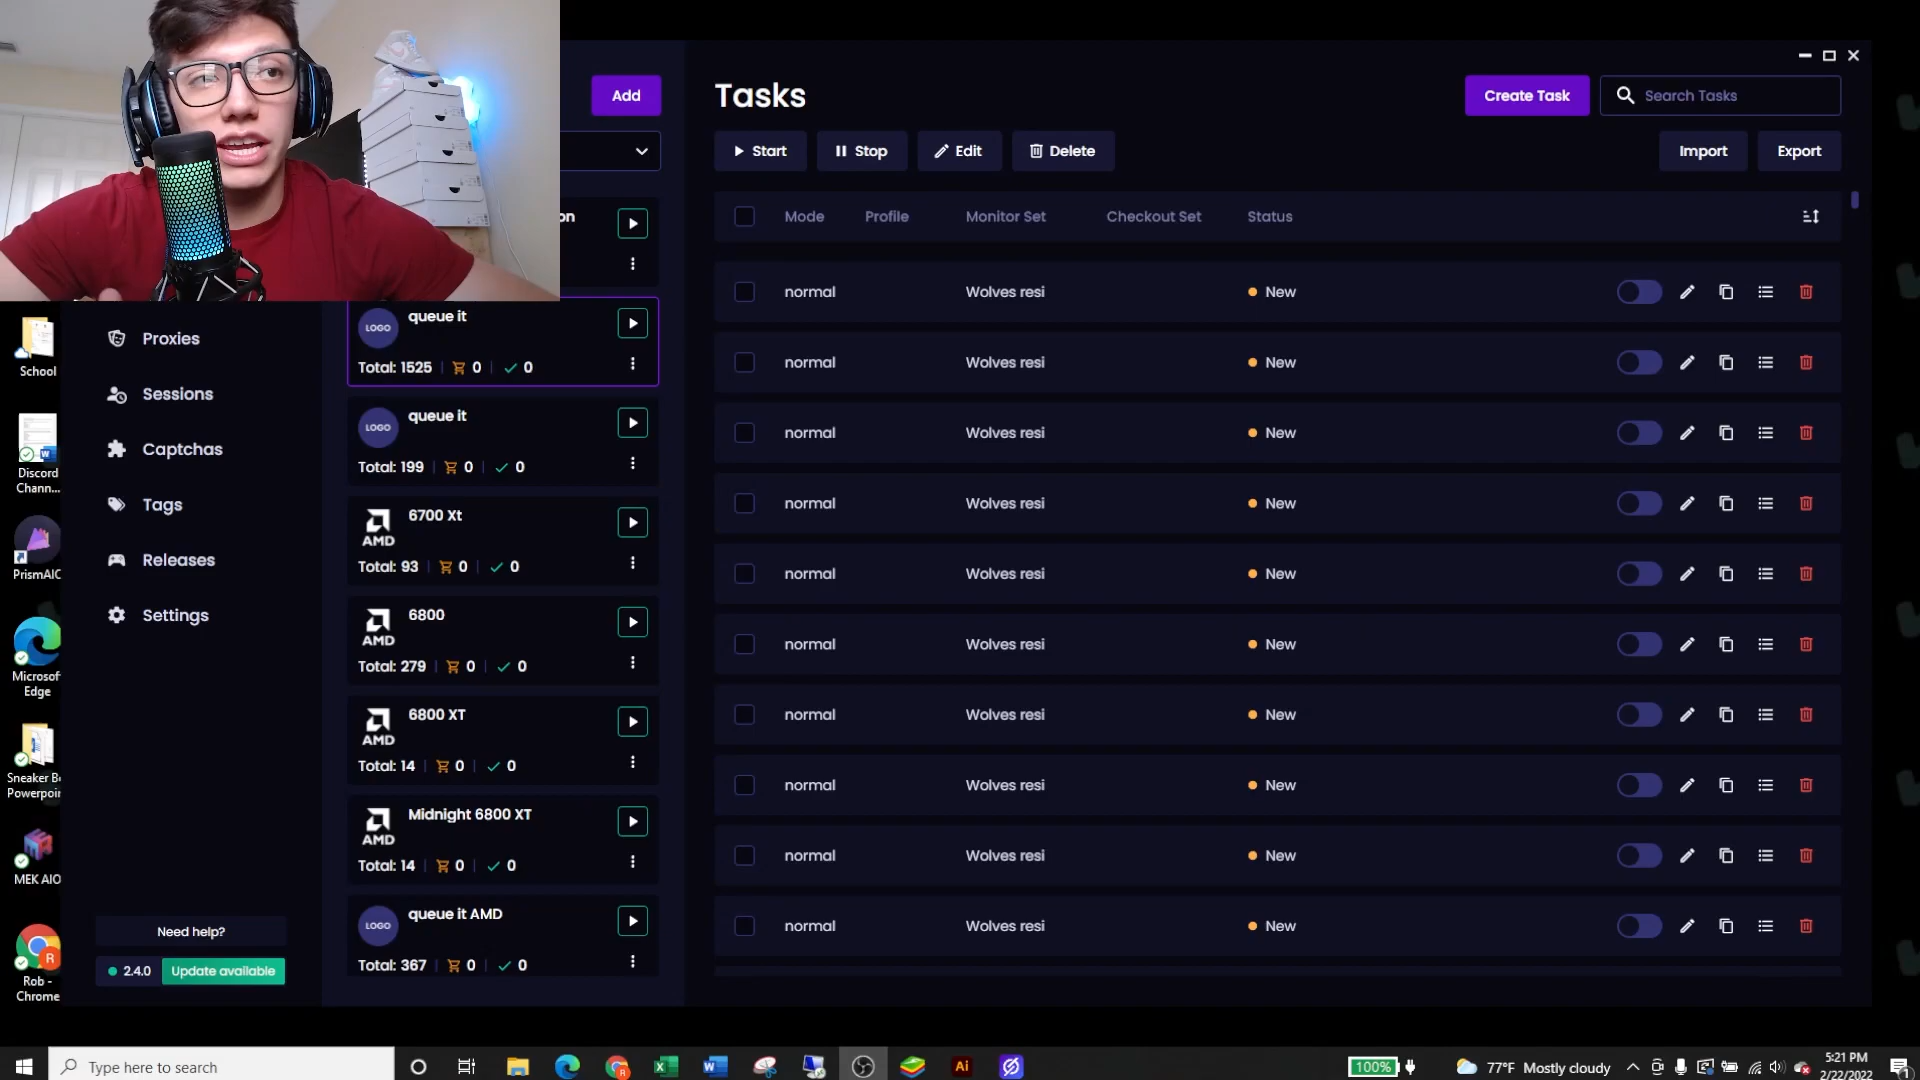 Add
Tasks
Create Task
Search Tasks
Start
Stop
Edit
Delete
Import
Export
Mode Profile Monitor Set Checkout Set Status
on
normal Wolves resi New
normal Wolves resi New
normal Wolves resi New
normal Wolves resi New
normal Wolves resi New
normal Wolves resi New
normal Wolves resi New
normal Wolves resi New
normal Wolves resi New
normal Wolves resi New
LOGO
queue it
Total: 1525 0 0
LOGO
queue it
Total: 199 0 0
AMD
6700 Xt
Total: 93 0 0
AMD
6800
Total: 279 0 0
AMD
6800 XT
Total: 14 0 0
AMD
Midnight 6800 XT
Total: 14 0 0
LOGO
queue it AMD
Total: 367 0 0
Proxies
Sessions
Captchas
Tags
Releases
Settings
Need help?
2.4.0 Update available
School
Discord
Chann...
PrismAIO
Microsof
Edge
Sneaker Bo
Powerpoin
MEK AIO
Rob -
Chrome
Type here to search
Ai
100%
77°F Mostly cloudy
5:21 PM
2/22/2022